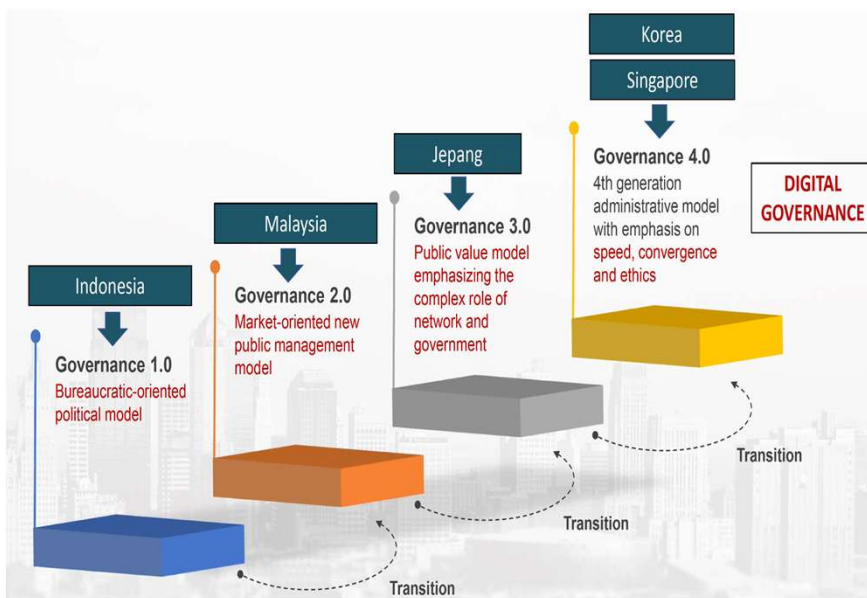 Indonesia
Governance 1.0
Bureaucratic-oriented
political model
Malaysia
Governance 2.0
Market-oriented new
public management
model
Jepang
Governance 3.0
Public value model
emphasizing the
complex role of
network and
government
Korea
Singapore
Governance 4.0
4th generation
administrative model
with emphasis on
speed, convergence
and ethics
DIGITAL
GOVERNANCE
Transition
Transition
Transition